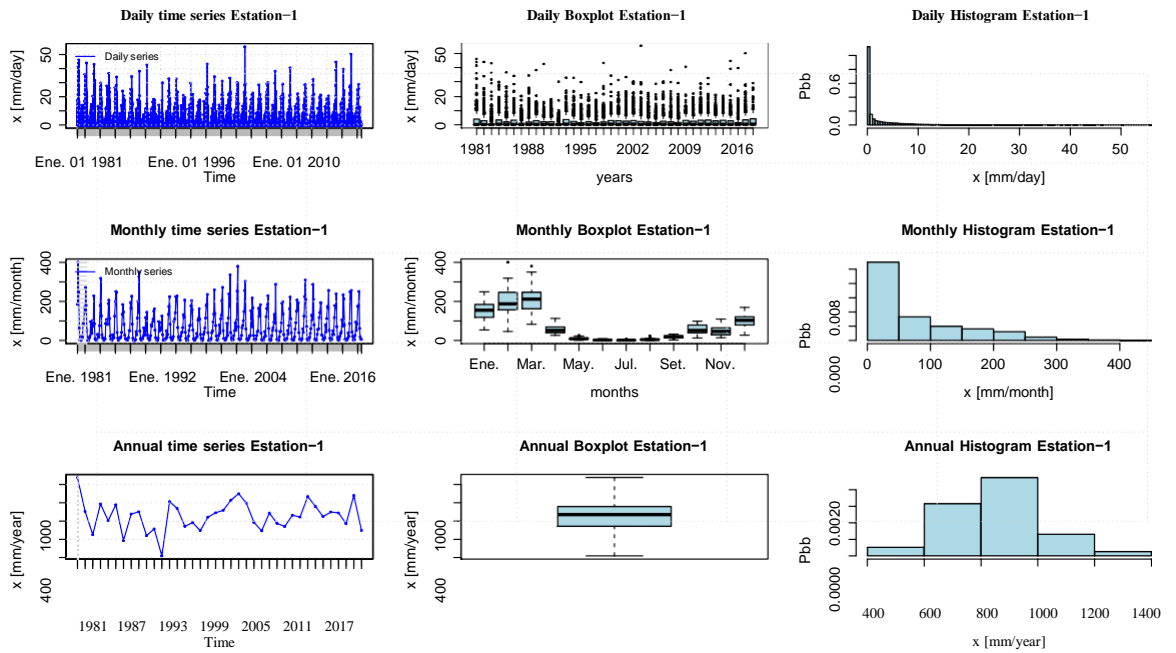 Daily time series Estation−1
Daily Boxplot Estation−1
Daily Histogram Estation−1
x [mm/day]
0 20 50
Daily series
Ene. 01 1981 Ene. 01 1996 Ene. 01 2010
Time
x [mm/day]
0 20 50
1981 1988 1995 2002 2009 2016
years
Pbb
0.0 0.6
0 10 20 30 40 50
x [mm/day]
Monthly time series Estation−1
Monthly Boxplot Estation−1
Monthly Histogram Estation−1
x [mm/month]
0 200 400
Monthly series
Ene. 1981 Ene. 1992 Ene. 2004 Ene. 2016
Time
x [mm/month]
0 200 400
Ene. Mar. May. Jul. Set. Nov.
months
Pbb
0.000 0.008
0 100 200 300 400
x [mm/month]
Annual time series Estation−1
Annual Boxplot Estation−1
Annual Histogram Estation−1
x [mm/year]
400 1000
1981 1987 1993 1999 2005 2011 2017
Time
x [mm/year]
400 1000
Pbb
0.0000 0.0020
400 600 800 1000 1200 1400
x [mm/year]